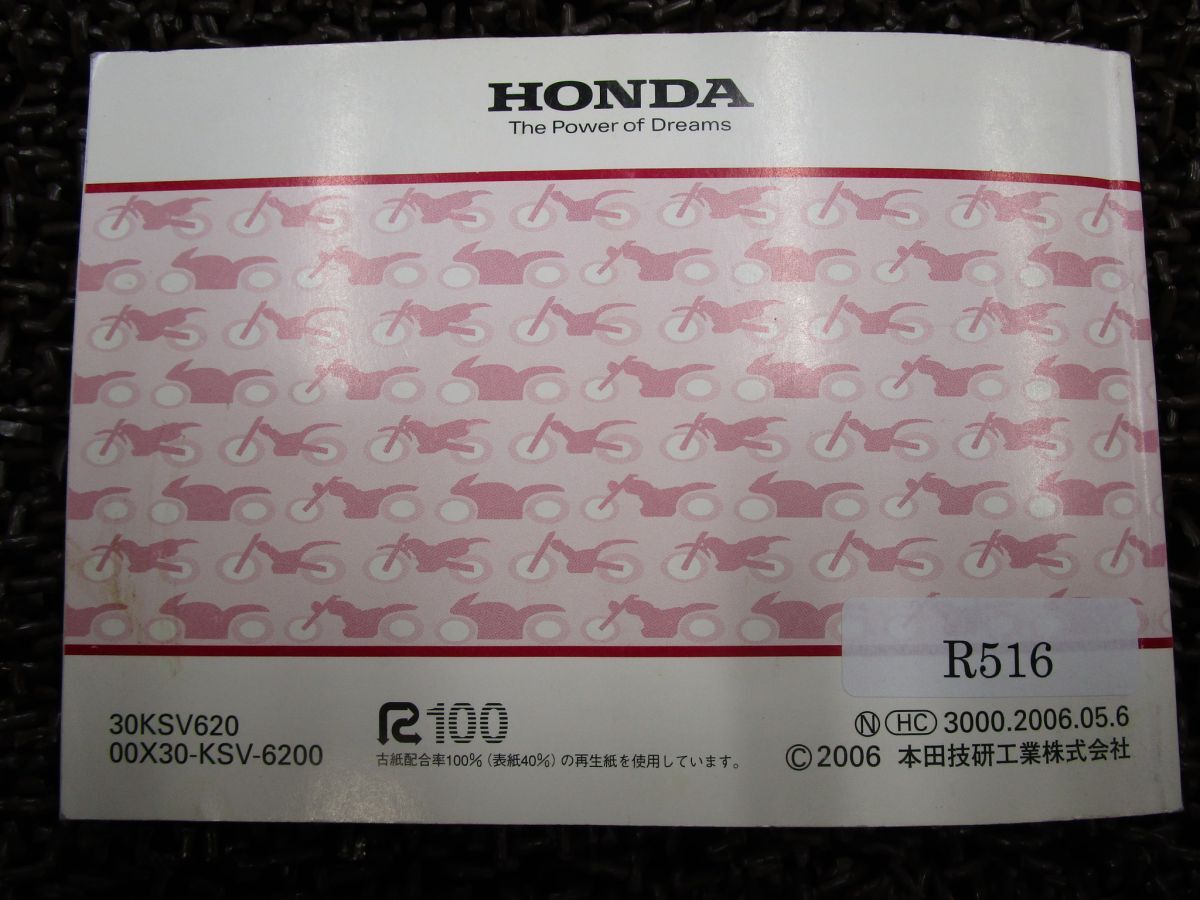 HONDA
The Power of Dreams
R516
30KSV620
00X30-KSV-6200
R100
古紙配合率100%（表紙40%）の再生紙を使用しています。
Ⓝ HC 3000.2006.05.6
© 2006 本田技研工業株式会社